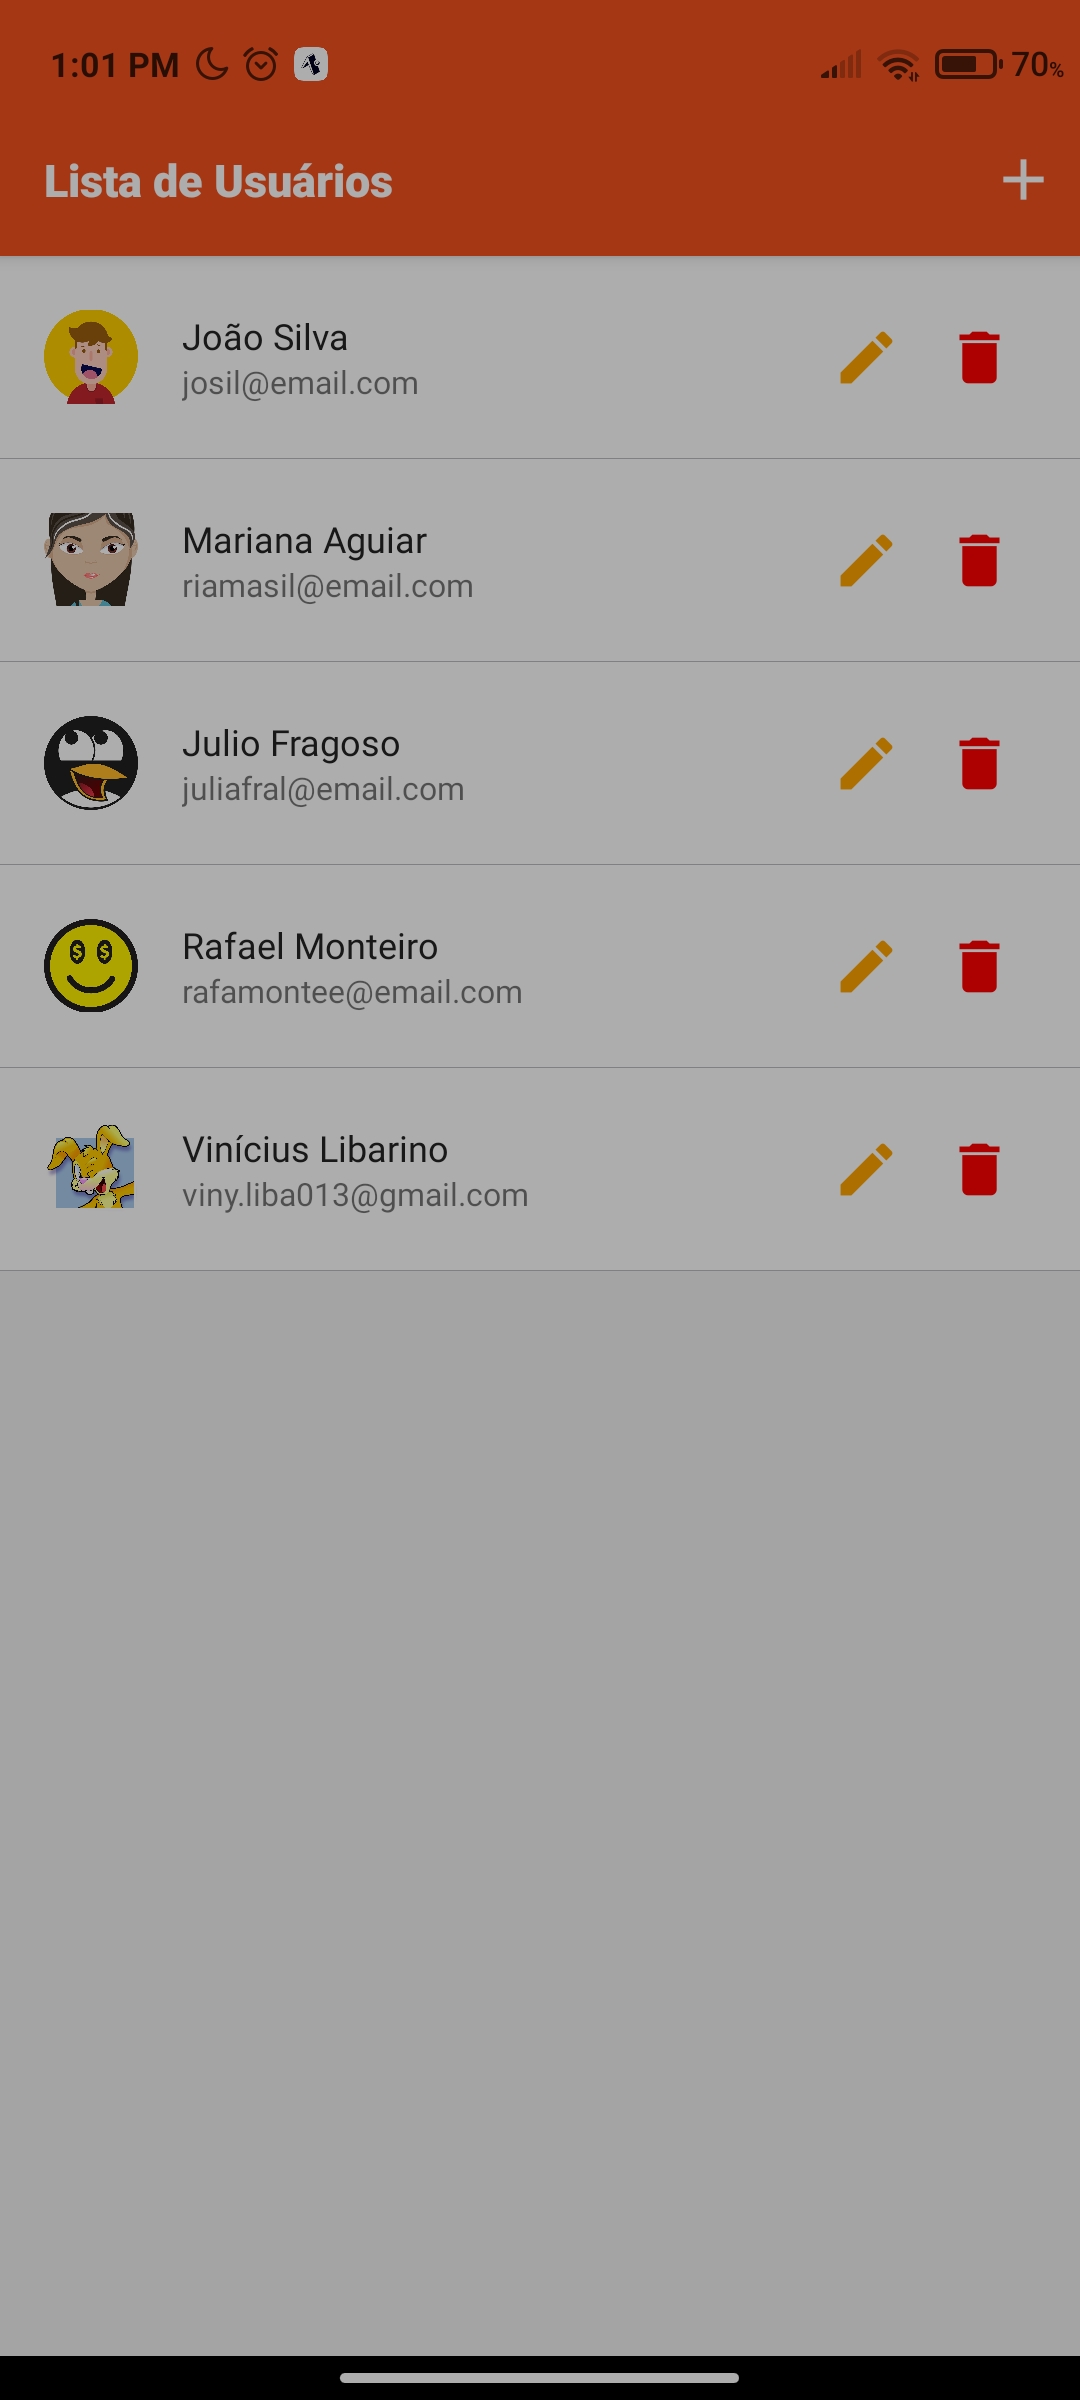 1:01 PM 70%
Lista de Usuários
João Silva
josil@email.com
Mariana Aguiar
riamasil@email.com
Julio Fragoso
juliafral@email.com
Rafael Monteiro
rafamontee@email.com
Vinícius Libarino
viny.liba013@gmail.com